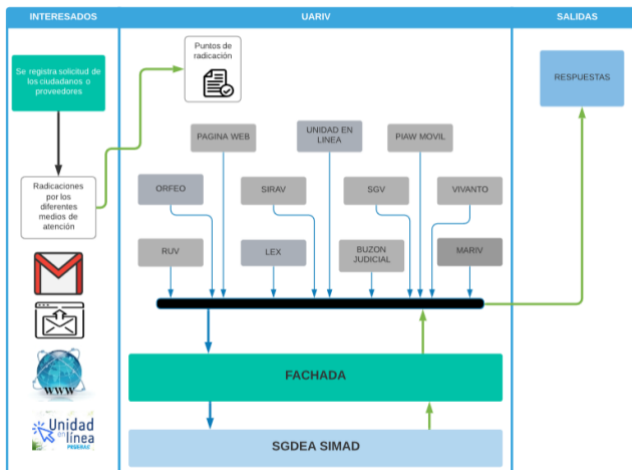 INTERESADOS
UARIV
SALIDAS
Se registra solicitud de
los ciudadanos o
proveedores
Puntos de
radicación
RESPUESTAS
PAGINA WEB
UNIDAD EN
LINEA
PIAW MOVIL
Radicaciones
por los
diferentes
medios de
atención
ORFEO
SIRAV
SGV
VIVANTO
RUV
LEX
BUZON
JUDICIAL
MARIV
WWW
FACHADA
Unidad
en línea
SGDEA SIMAD